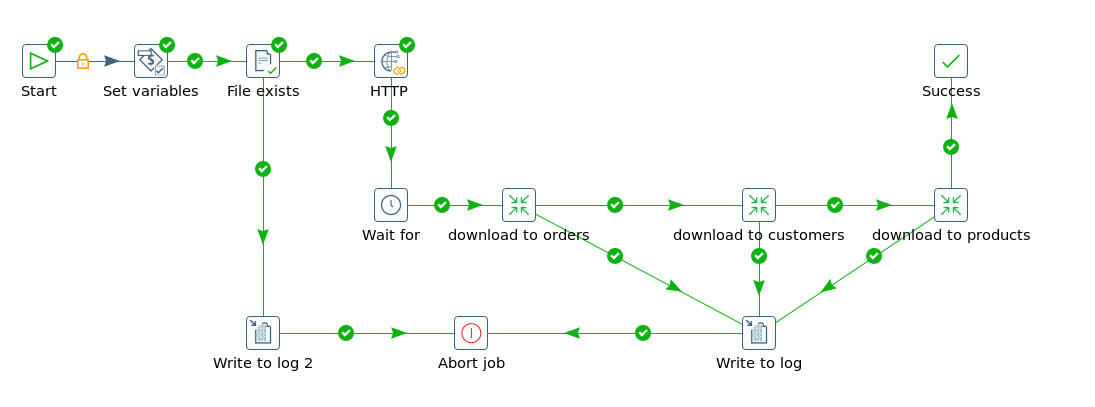 Start
Set variables
File exists
HTTP
Success
Wait for
download to orders
download to customers
download to products
Write to log 2
Abort job
Write to log